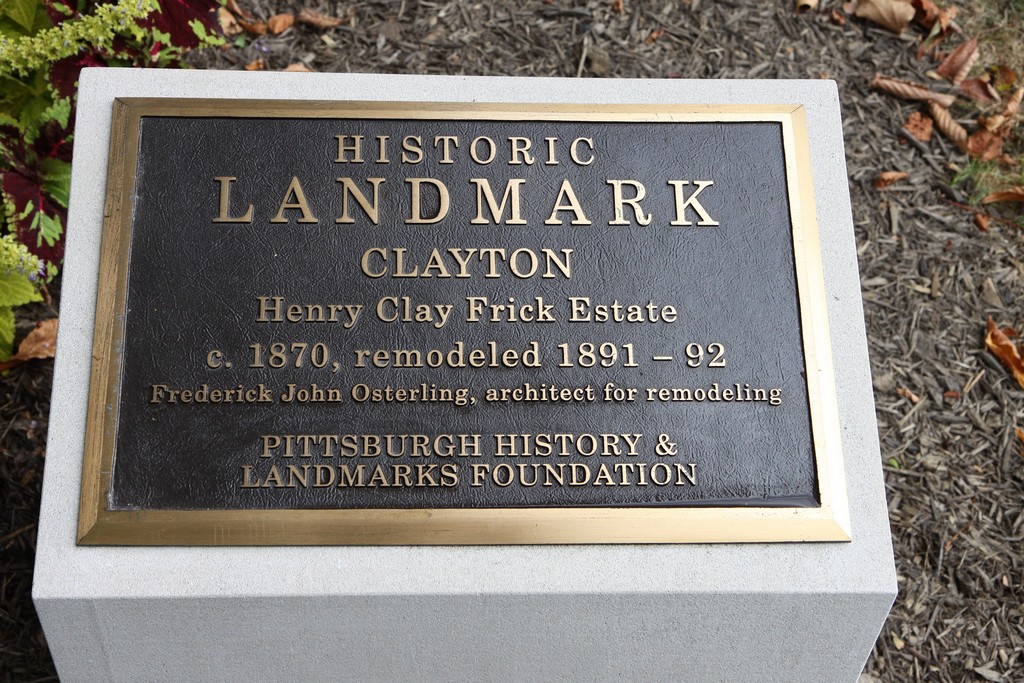 HISTORIC
LANDMARK
CLAYTON
Henry Clay Frick Estate
c. 1870, remodeled 1891 – 92
Frederick John Osterling, architect for remodeling
PITTSBURGH HISTORY &
LANDMARKS FOUNDATION